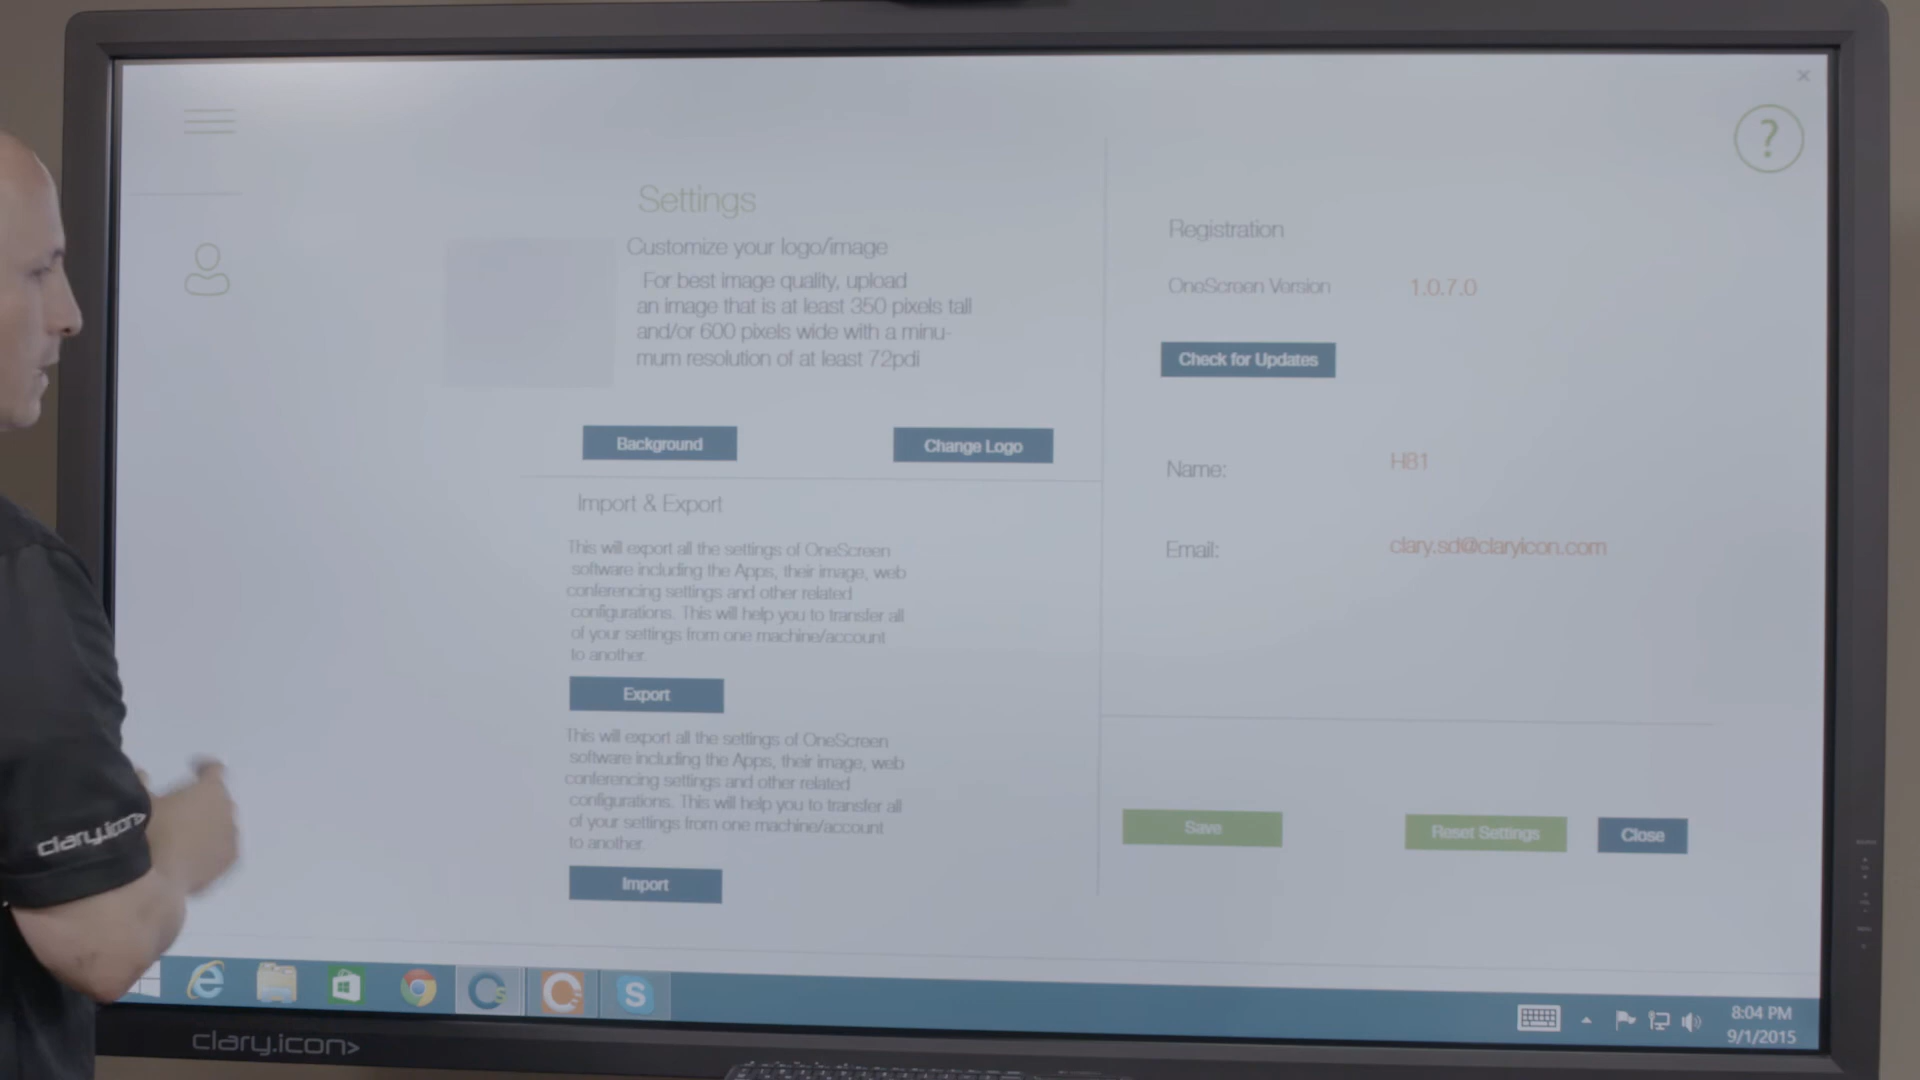 ?
Settings
Customize your logo/image
For best image quality, upload
an image that is at least 350 pixels tall
and/or 600 pixels wide with a minu-
mum resolution of at least 72pdi
Background
Change Logo
Import & Export
This will export all the settings of OneScreen
software including the Apps, their image, web
conferencing settings and other related
configurations. This will help you to transfer all
of your settings from one machine/account
to another.
Export
This will export all the settings of OneScreen
software including the Apps, their image, web
conferencing settings and other related
configurations. This will help you to transfer all
of your settings from one machine/account
to another.
Import
Registration
OneScreen Version 1.0.7.0
Check for Updates
Name: H81
Email: clary.sd@claryicon.com
Save
Reset Settings
Close
8:04 PM
9/1/2015
clary.icon>
clary.icon>